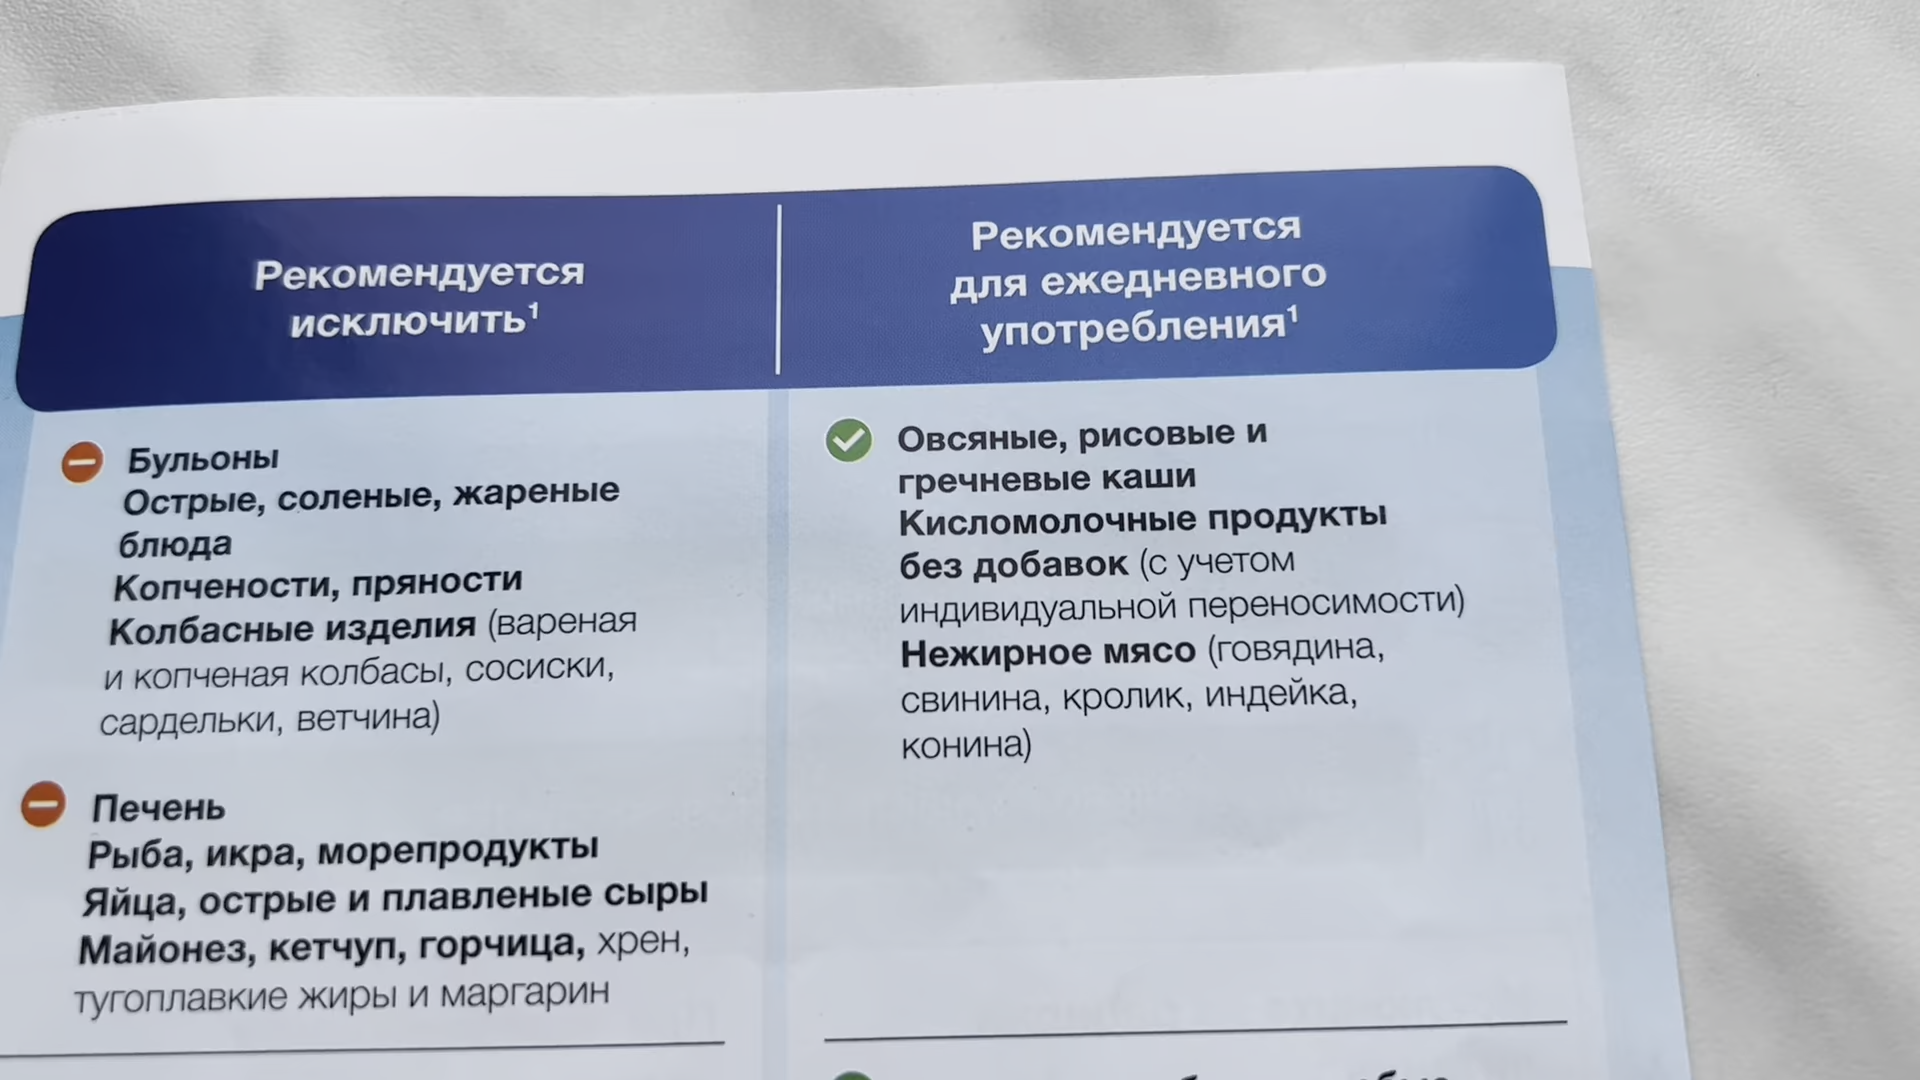 Рекомендуется
исключить¹
Рекомендуется
для ежедневного
употребления¹
Бульоны
Острые, соленые, жареные
блюда
Копчености, пряности
Колбасные изделия (вареная
и копченая колбасы, сосиски,
сардельки, ветчина)
Печень
Рыба, икра, морепродукты
Яйца, острые и плавленые сыры
Майонез, кетчуп, горчица, хрен,
тугоплавкие жиры и маргарин
Овсяные, рисовые и
гречневые каши
Кисломолочные продукты
без добавок (с учетом
индивидуальной переносимости)
Нежирное мясо (говядина,
свинина, кролик, индейка,
конина)